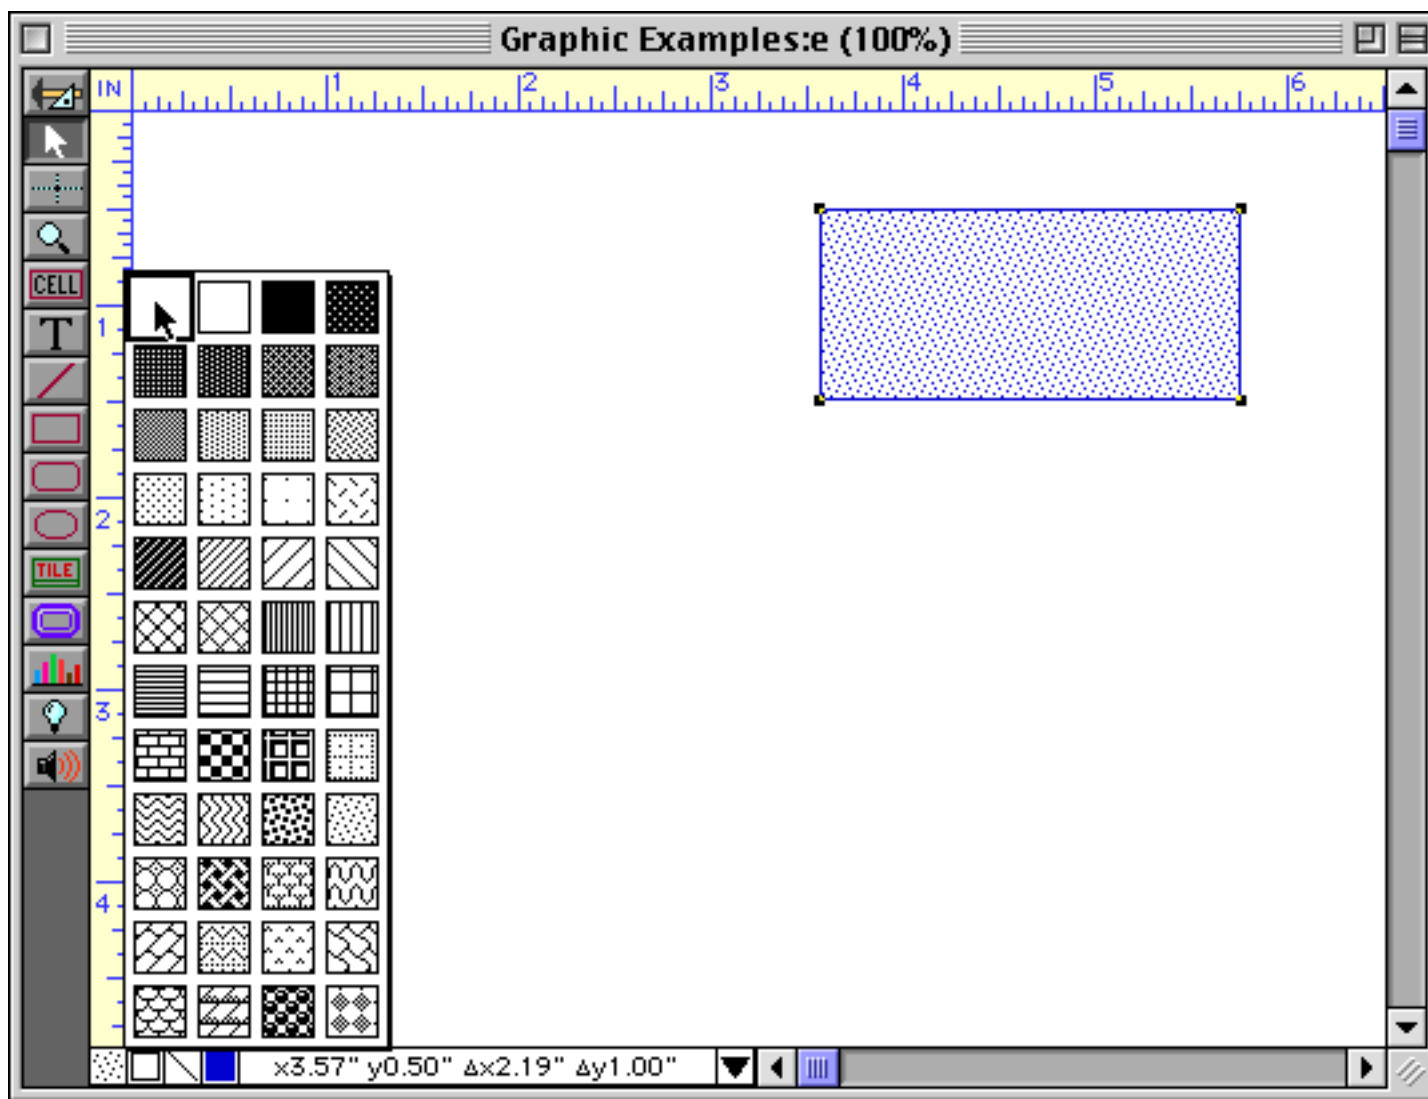 Graphic Examples:e (100%)
IN 1 2 3 4 5 6
CELL
T
1
2
TILE
3
4
x3.57" y0.50" Δx2.19" Δy1.00"